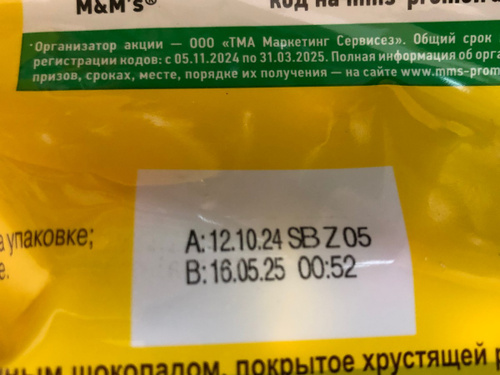 M&M's® код на mms-promo
*Организатор акции — ООО «ТМА Маркетинг Сервисез». Общий срок
регистрации кодов: с 05.11.2024 по 31.03.2025. Полная информация об орг
призов, сроках, месте, порядке их получения — на сайте www.mms-prom
упаковке;
A:12.10.24 SB Z 05
B:16.05.25 00:52
шоколадом, покрытое хрустящей